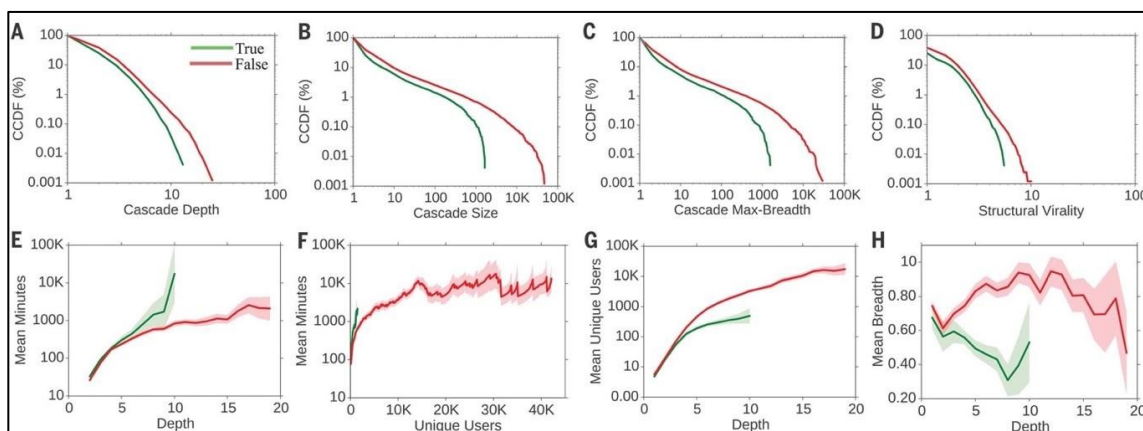 A
CCDF (%)
100
10
1
0.10
0.01
0.001
1
10
100
Cascade Depth
True
False
B
CCDF (%)
100
10
1
0.10
0.01
0.001
1
10
100
1000
10K
100K
Cascade Size
C
CCDF (%)
100
10
1
0.10
0.01
0.001
1
10
100
1000
10K
100K
Cascade Max-Breadth
D
CCDF (%)
100
10
1
0.10
0.01
0.001
1
10
100
Structural Virality
E
Mean Minutes
100K
10K
1000
100
10
0
5
10
15
20
Depth
F
Mean Minutes
100K
10K
1000
100
10
0
10K
20K
30K
40K
Unique Users
G
Mean Unique Users
100K
10K
1000
100
10
0.00
0
5
10
15
20
Depth
H
Mean Breadth
10
0.80
0.60
0.40
0.20
0
5
10
15
20
Depth